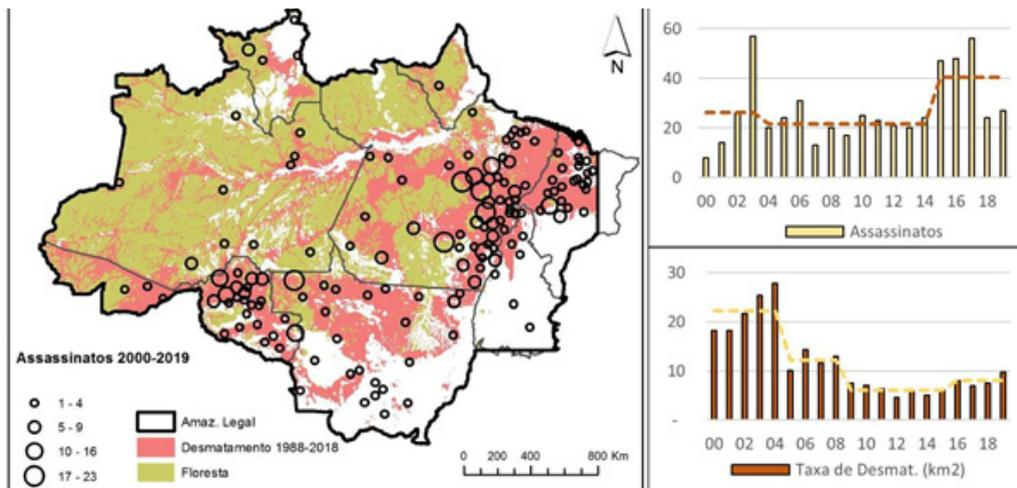 N
Assassinatos 2000-2019
1 - 4
5 - 9
10 - 16
17 - 23
Amaz. Legal
Desmatamento 1988-2018
Floresta
0 200 400 800 Km
60
40
20
0
00 02 04 06 08 10 12 14 16 18
Assassinatos
30
20
10
-
00 02 04 06 08 10 12 14 16 18
Taxa de Desmat. (km2)